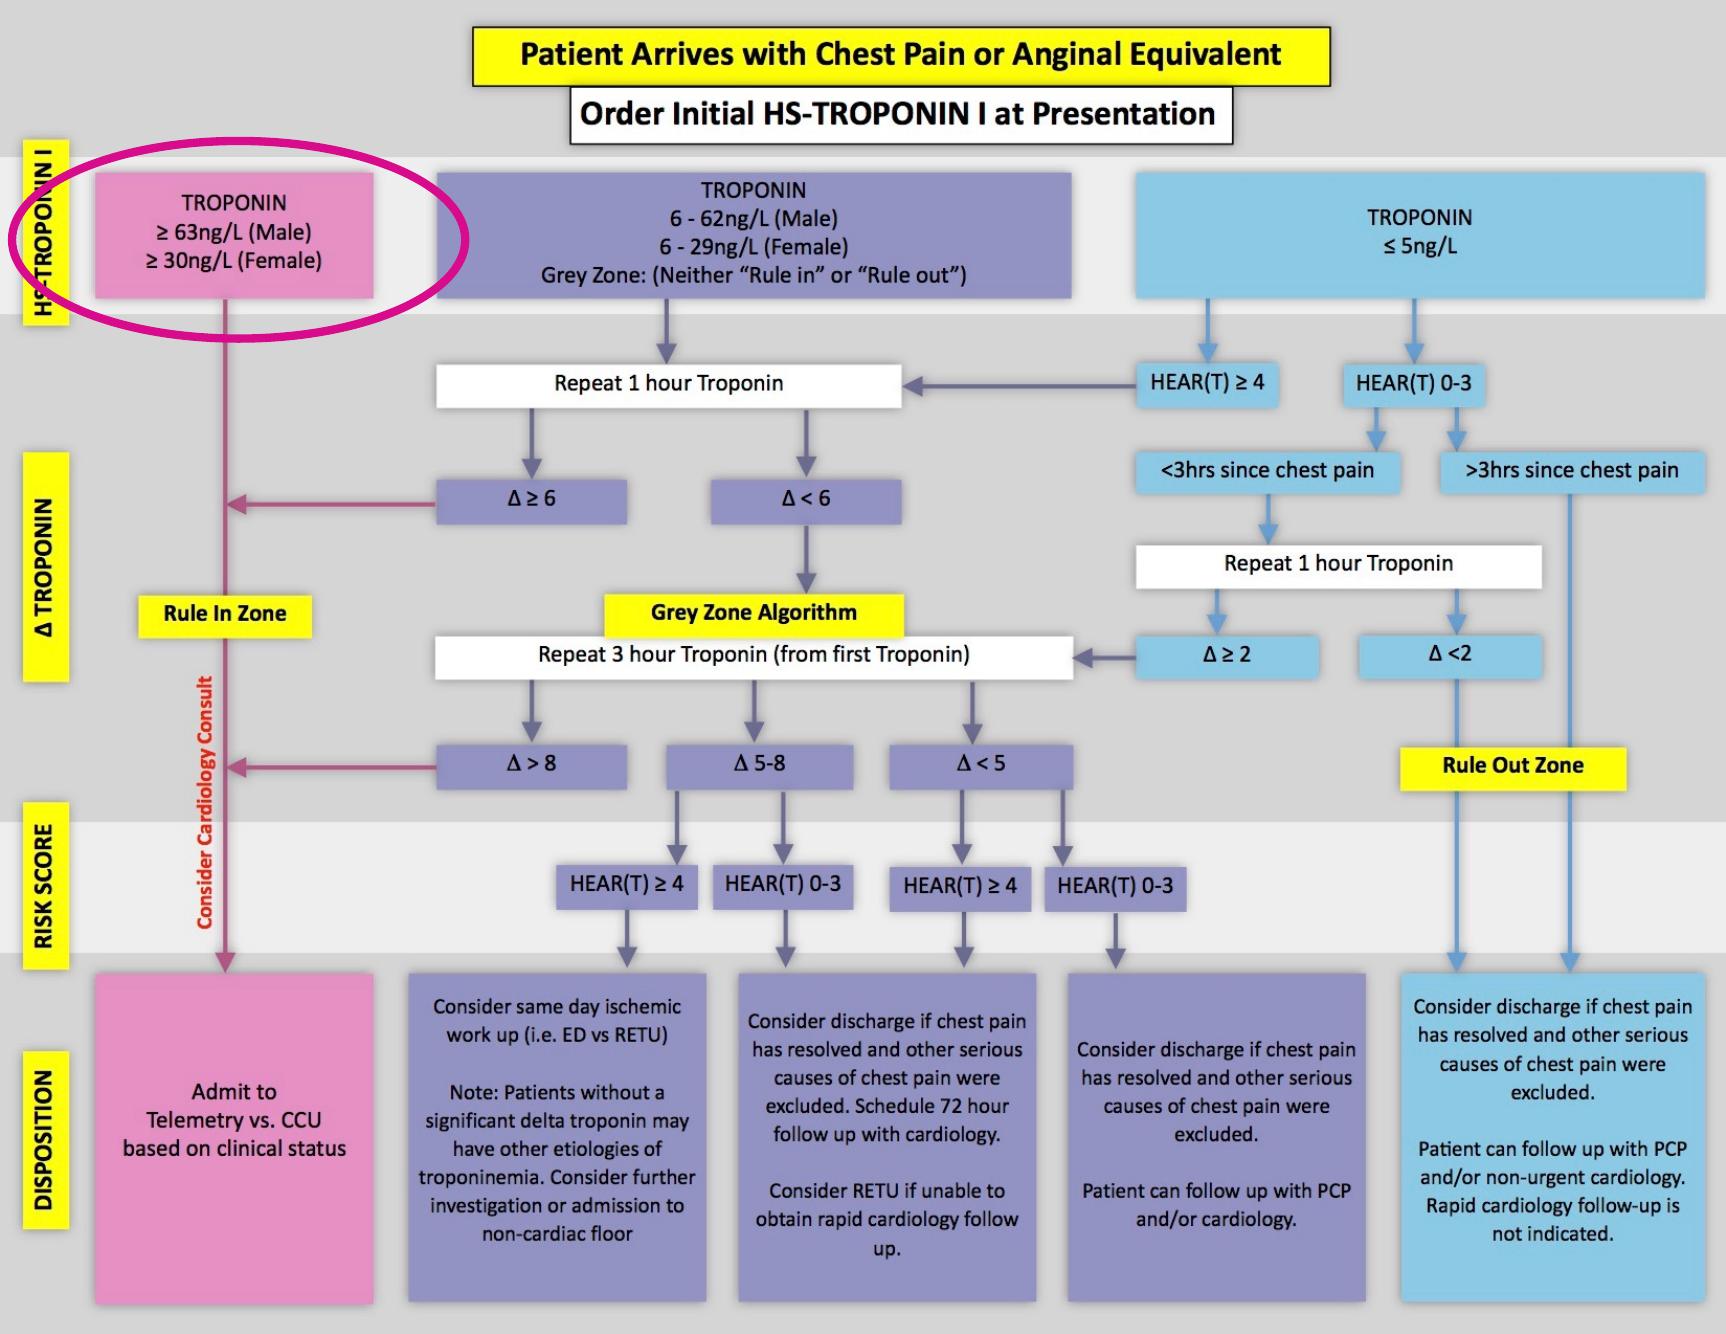 Patient Arrives with Chest Pain or Anginal Equivalent
Order Initial HS-TROPONIN I at Presentation
HS-TROPONIN I
TROPONIN
≥ 63ng/L (Male)
≥ 30ng/L (Female)
TROPONIN
6 - 62ng/L (Male)
6 - 29ng/L (Female)
Grey Zone: (Neither “Rule in” or “Rule out”)
TROPONIN
≤ 5ng/L
Repeat 1 hour Troponin
HEAR(T) ≥ 4
HEAR(T) 0-3
Δ TROPONIN
<3hrs since chest pain
>3hrs since chest pain
Δ ≥ 6
Δ < 6
Repeat 1 hour Troponin
Rule In Zone
Grey Zone Algorithm
Repeat 3 hour Troponin (from first Troponin)
Δ ≥ 2
Δ <2
Consider Cardiology Consult
Δ > 8
Δ 5-8
Δ < 5
Rule Out Zone
RISK SCORE
HEAR(T) ≥ 4
HEAR(T) 0-3
HEAR(T) ≥ 4
HEAR(T) 0-3
DISPOSITION
Admit to
Telemetry vs. CCU
based on clinical status
Consider same day ischemic
work up (i.e. ED vs RETU)
Note: Patients without a
significant delta troponin may
have other etiologies of
troponinemia. Consider further
investigation or admission to
non-cardiac floor
Consider discharge if chest pain
has resolved and other serious
causes of chest pain were
excluded. Schedule 72 hour
follow up with cardiology.
Consider RETU if unable to
obtain rapid cardiology follow
up.
Consider discharge if chest pain
has resolved and other serious
causes of chest pain were
excluded.
Patient can follow up with PCP
and/or cardiology.
Consider discharge if chest pain
has resolved and other serious
causes of chest pain were
excluded.
Patient can follow up with PCP
and/or non-urgent cardiology.
Rapid cardiology follow-up is
not indicated.